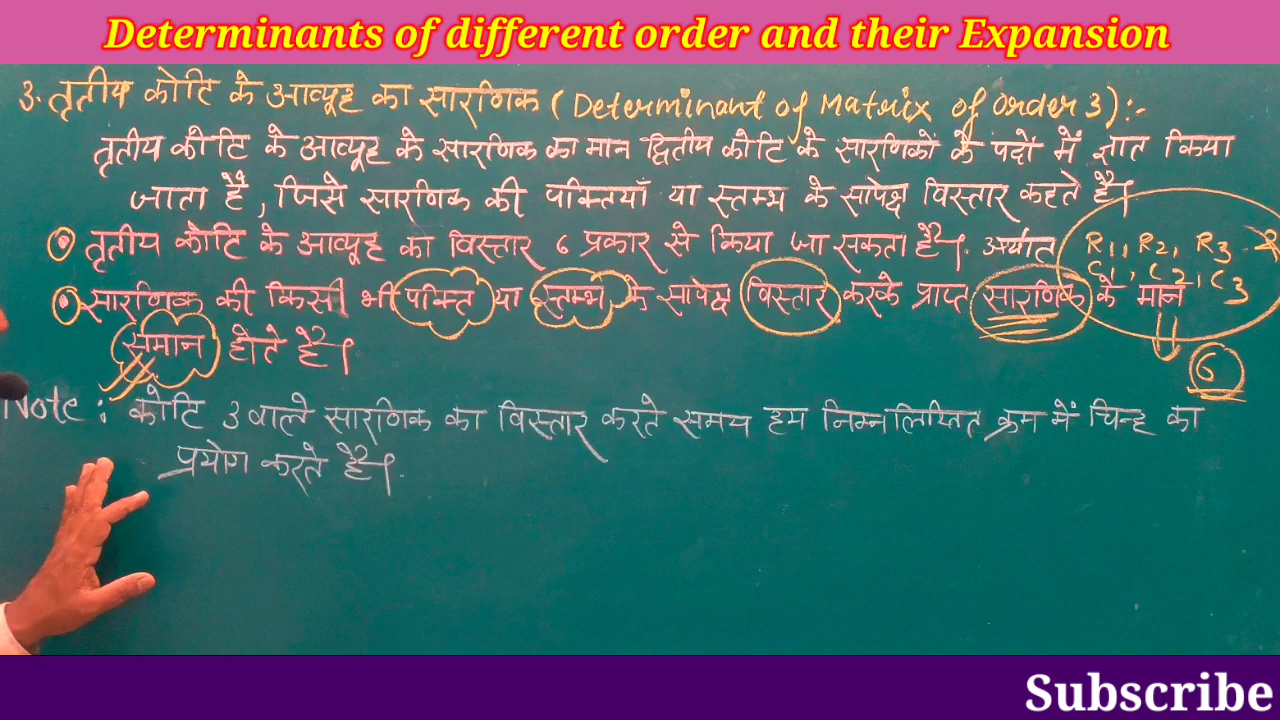 Determinants of different order and their Expansion
3. तृतीय कोटि के आव्यूह का सारणिक ( Determinant of Matrix of order 3) :-
तृतीय कोटि के आव्यूह के सारणिक का मान द्वितीय कोटि के सारणिकों के पदों में ज्ञात किया
जाता है , जिसे सारणिक की पंक्तियाँ या स्तम्भ के सापेक्ष विस्तार कहते है।
तृतीय कोटि के आव्यूह का विस्तार 6 प्रकार से किया जा सकता है। अर्थात R1, R2, R3
C1, C2, C3
सारणिक की किसी भी पंक्ति या स्तम्भ के सापेक्ष विस्तार करके प्राप्त सारणिक के मान
समान होते है।
6
Note : कोटि 3 वाले सारणिक का विस्तार करते समय हम निम्नलिखित क्रम में चिन्ह का
प्रयोग करते है।
Subscribe